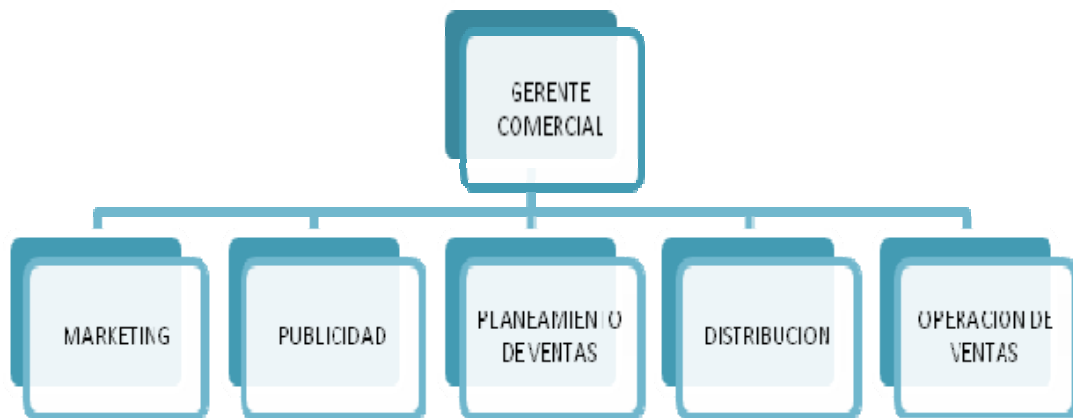 GERENTE
COMERCIAL
MARKETING
PUBLICIDAD
PLANEAMIENTO
DE VENTAS
DISTRIBUCION
OPERACION DE
VENTAS